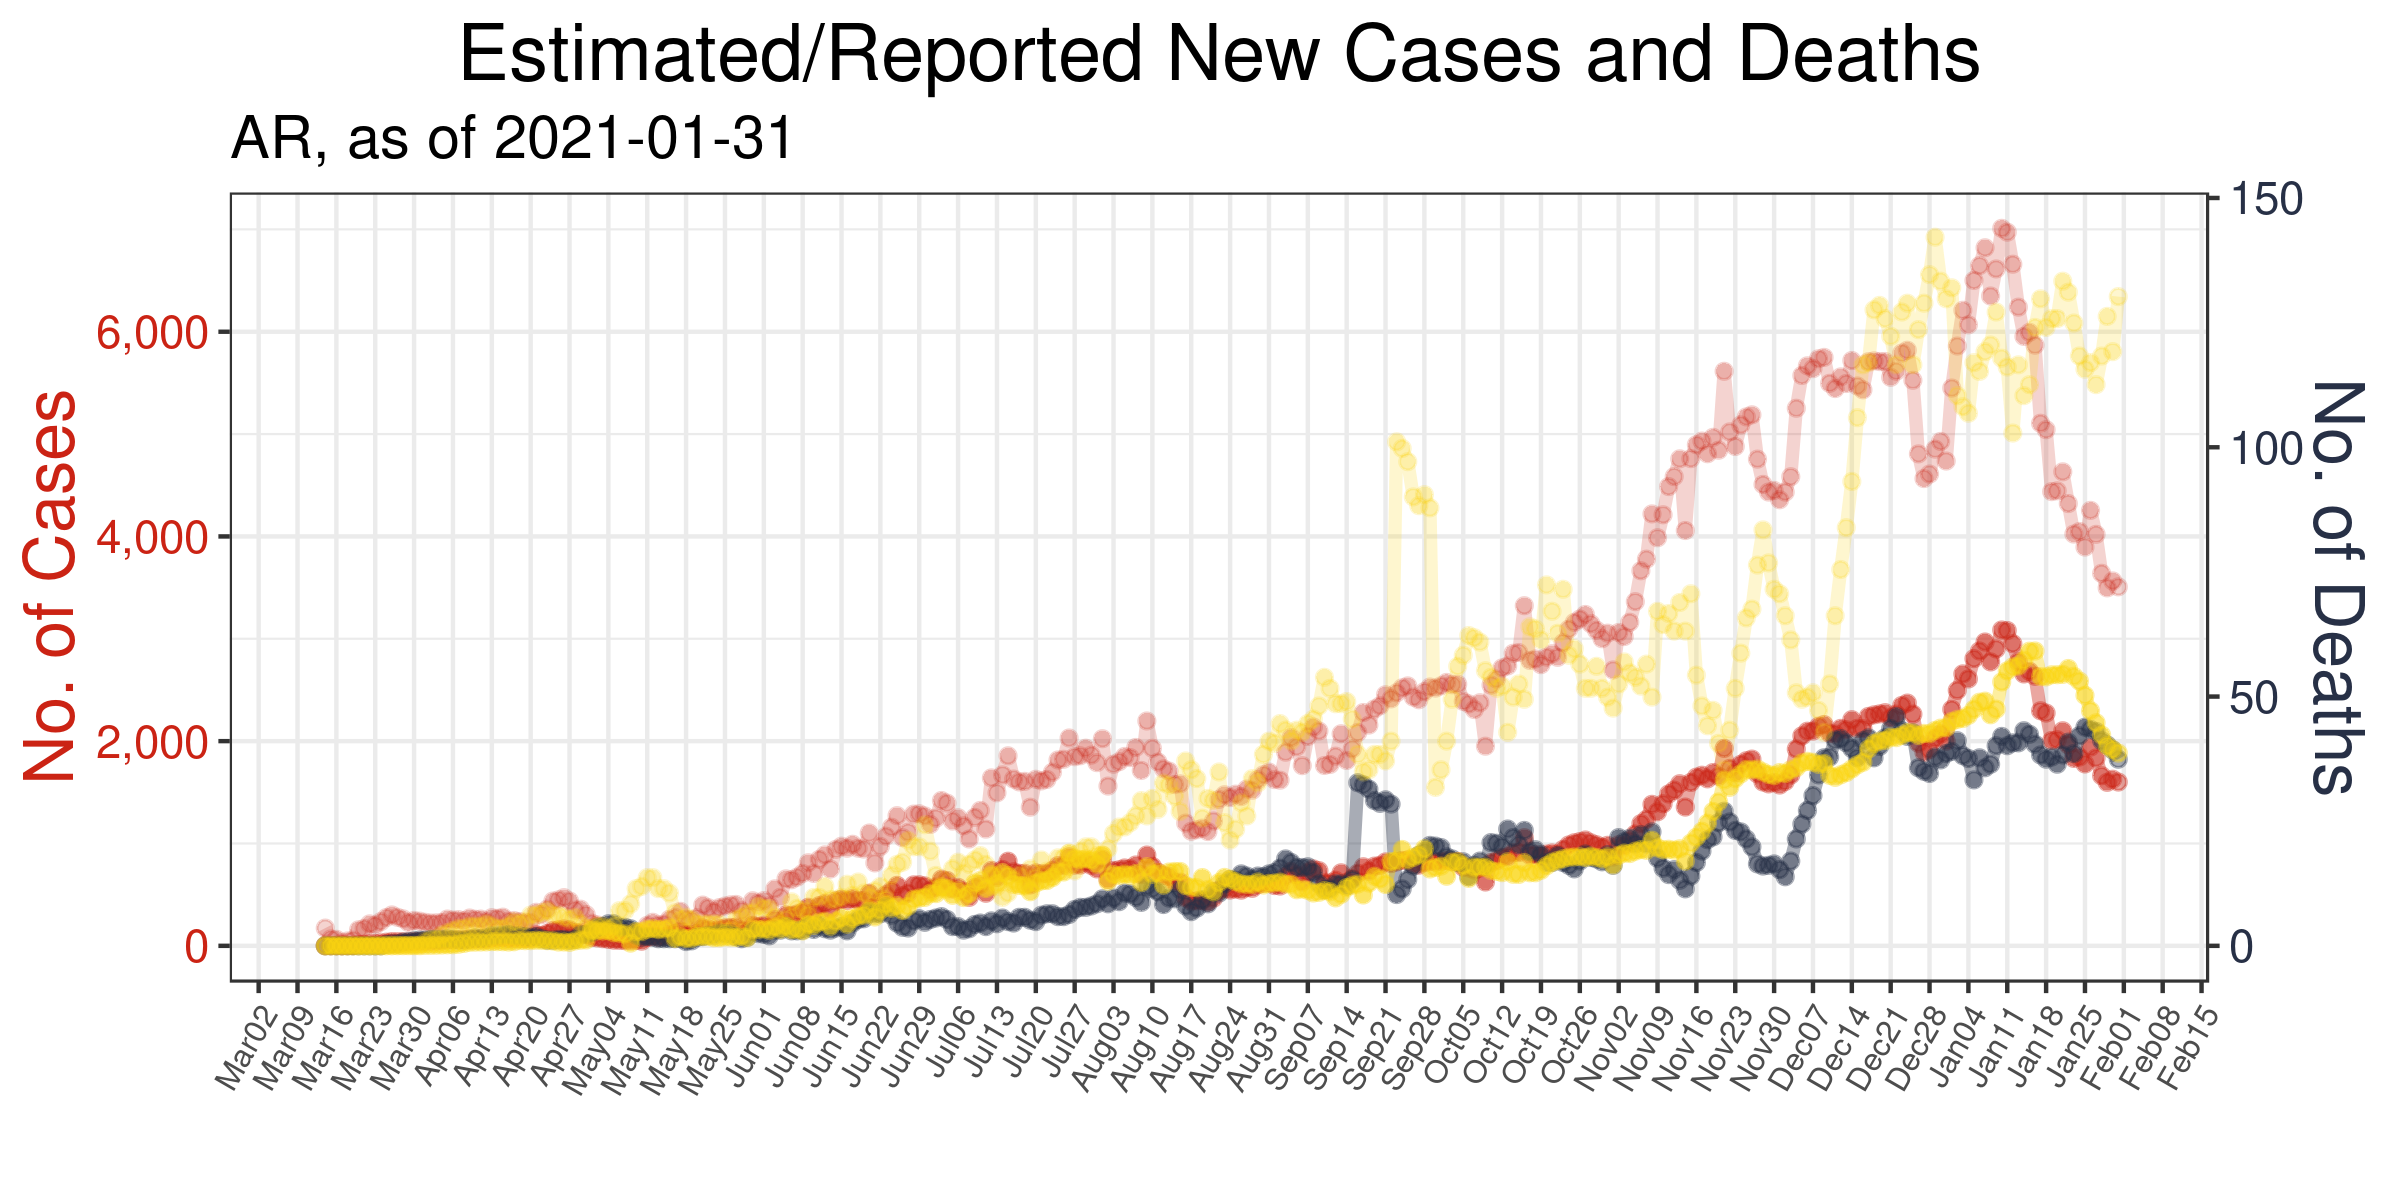 Estimated/Reported New Cases and Deaths
AR, as of 2021-01-31
No. of Cases
6,000
4,000
2,000
0
150
100
50
0
No. of Deaths
Mar02
Mar09
Mar16
Mar23
Mar30
Apr06
Apr13
Apr20
Apr27
May04
May11
May18
May25
Jun01
Jun08
Jun15
Jun22
Jun29
Jul06
Jul13
Jul20
Jul27
Aug03
Aug10
Aug17
Aug24
Aug31
Sep07
Sep14
Sep21
Sep28
Oct05
Oct12
Oct19
Oct26
Nov02
Nov09
Nov16
Nov23
Nov30
Dec07
Dec14
Dec21
Dec28
Jan04
Jan11
Jan18
Jan25
Feb01
Feb08
Feb15